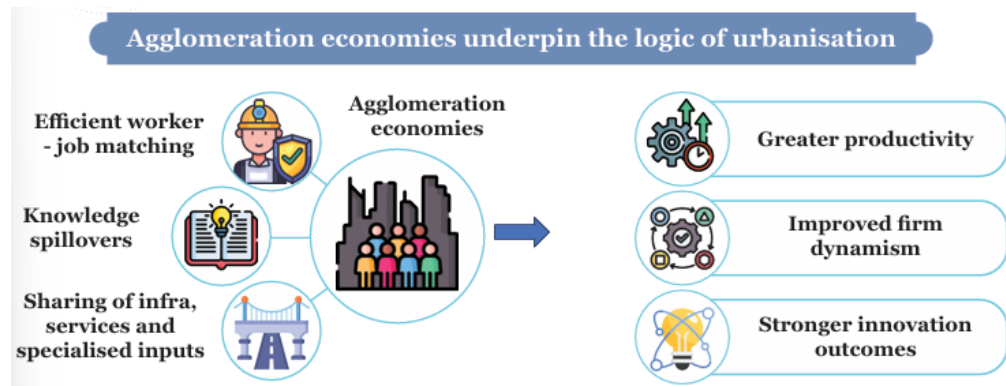 Agglomeration economies underpin the logic of urbanisation
Efficient worker
- job matching
Agglomeration
economies
Knowledge
spillovers
Sharing of infra,
services and
specialised inputs
Greater productivity
Improved firm
dynamism
Stronger innovation
outcomes